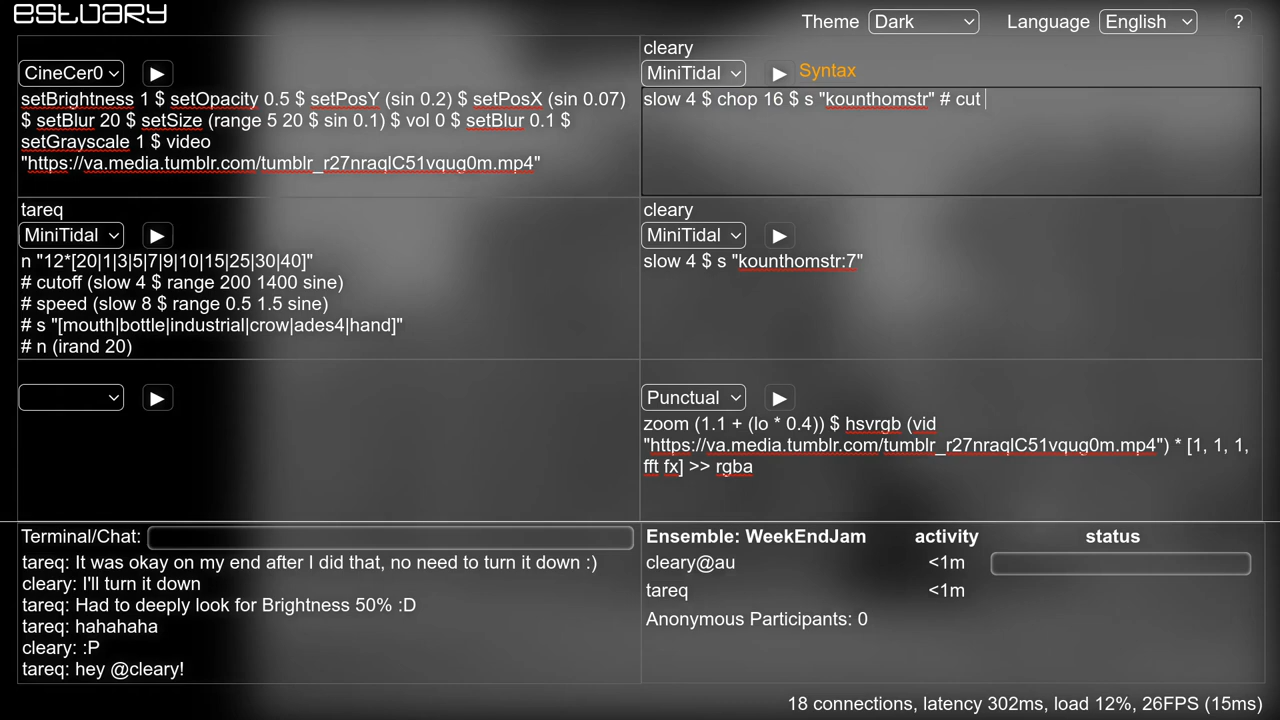 estuary
Theme Dark Language English ?
CineCer0
setBrightness 1 $ setOpacity 0.5 $ setPosY (sin 0.2) $ setPosX (sin 0.07)
$ setBlur 20 $ setSize (range 5 20 $ sin 0.1) $ vol 0 $ setBlur 0.1 $
setGrayscale 1 $ video
"https://va.media.tumblr.com/tumblr_r27nraqlC51vqug0m.mp4"
cleary
MiniTidal Syntax
slow 4 $ chop 16 $ s "kounthomstr" # cut
tareq
MiniTidal
n "12*[20|1|3|5|7|9|10|15|25|30|40]"
# cutoff (slow 4 $ range 200 1400 sine)
# speed (slow 8 $ range 0.5 1.5 sine)
# s "[mouth|bottle|industrial|crow|ades4|hand]"
# n (irand 20)
cleary
MiniTidal
slow 4 $ s "kounthomstr:7"
Punctual
zoom (1.1 + (lo * 0.4)) $ hsvrgb (vid
"https://va.media.tumblr.com/tumblr_r27nraqlC51vqug0m.mp4") * [1, 1, 1,
fft fx] >> rgba
Terminal/Chat:
tareq: It was okay on my end after I did that, no need to turn it down :)
cleary: I'll turn it down
tareq: Had to deeply look for Brightness 50% :D
tareq: hahahaha
cleary: :P
tareq: hey @cleary!
Ensemble: WeekEndJam activity status
cleary@au <1m
tareq <1m
Anonymous Participants: 0
18 connections, latency 302ms, load 12%, 26FPS (15ms)